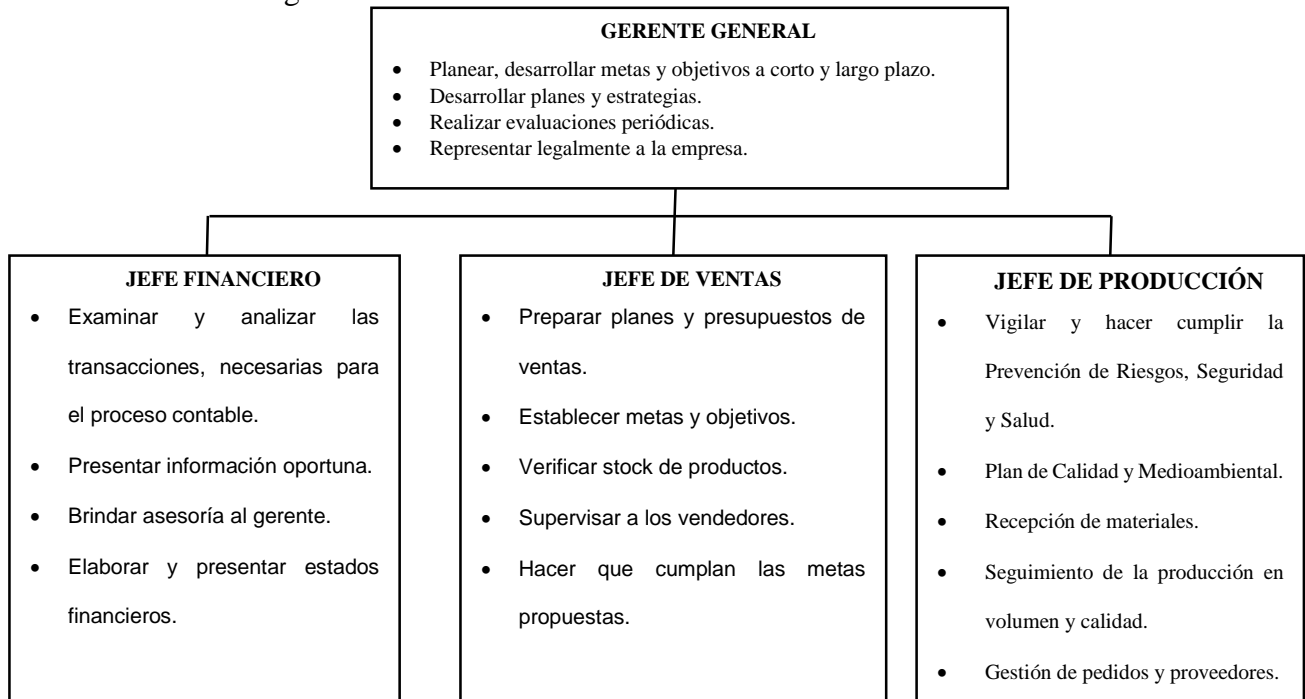 GERENTE GENERAL
• Planear, desarrollar metas y objetivos a corto y largo plazo.
• Desarrollar planes y estrategias.
• Realizar evaluaciones periódicas.
• Representar legalmente a la empresa.
JEFE FINANCIERO
• Examinar y analizar las
transacciones, necesarias para
el proceso contable.
• Presentar información oportuna.
• Brindar asesoría al gerente.
• Elaborar y presentar estados
financieros.
JEFE DE VENTAS
• Preparar planes y presupuestos de
ventas.
• Establecer metas y objetivos.
• Verificar stock de productos.
• Supervisar a los vendedores.
• Hacer que cumplan las metas
propuestas.
JEFE DE PRODUCCIÓN
• Vigilar y hacer cumplir la
Prevención de Riesgos, Seguridad
y Salud.
• Plan de Calidad y Medioambiental.
• Recepción de materiales.
• Seguimiento de la producción en
volumen y calidad.
• Gestión de pedidos y proveedores.